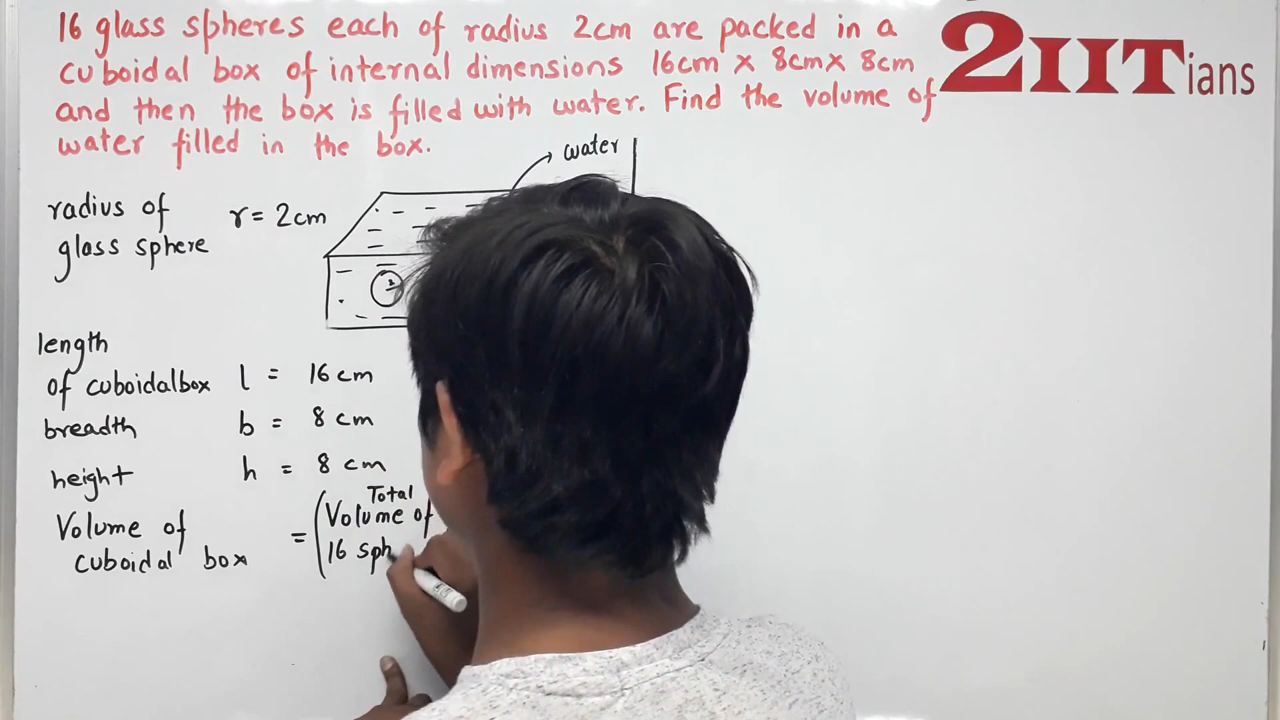 16 glass spheres each of radius 2cm are packed in a
cuboidal box of internal dimensions 16cm x 8cm x 8cm
and then the box is filled with water. Find the volume of
water filled in the box.
2IITians
water
radius of
glass sphere
r = 2cm
2
length
of cuboidal box l = 16 cm
breadth b = 8 cm
height h = 8 cm
Volume of
cuboidal box
= (Total
Volume of
16 sph